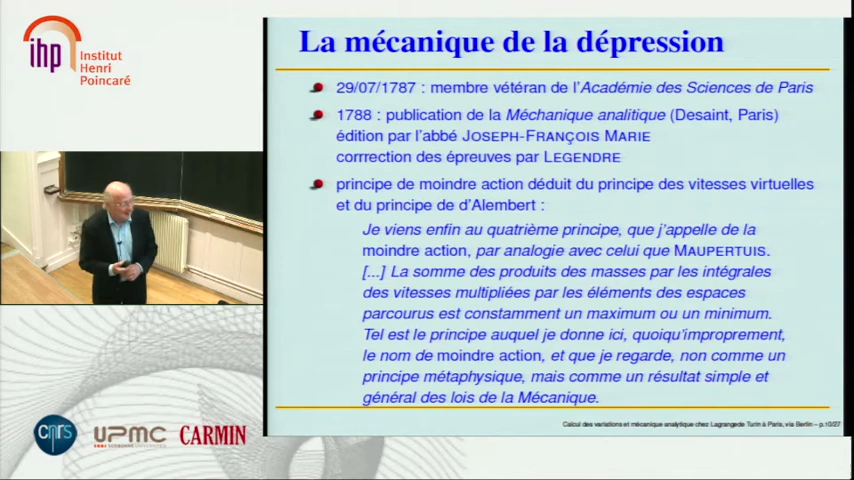 ihp
Institut
Henri
Poincaré
La mécanique de la dépression
29/07/1787 : membre vétéran de l'Académie des Sciences de Paris
1788 : publication de la Méchanique analitique (Desaint, Paris)
édition par l'abbé JOSEPH-FRANÇOIS MARIE
corrrection des épreuves par LEGENDRE
principe de moindre action déduit du principe des vitesses virtuelles
et du principe de d'Alembert :
Je viens enfin au quatrième principe, que j'appelle de la
moindre action, par analogie avec celui que MAUPERTUIS.
[...] La somme des produits des masses par les intégrales
des vitesses multipliées par les éléments des espaces
parcourus est constamment un maximum ou un minimum.
Tel est le principe auquel je donne ici, quoiqu'improprement,
le nom de moindre action, et que je regarde, non comme un
principe métaphysique, mais comme un résultat simple et
général des lois de la Mécanique.
Calcul des variations et mécanique analytique chez Lagrangede Turin à Paris, via Berlin – p.10/27
cnrs
UPMC
CARMIN